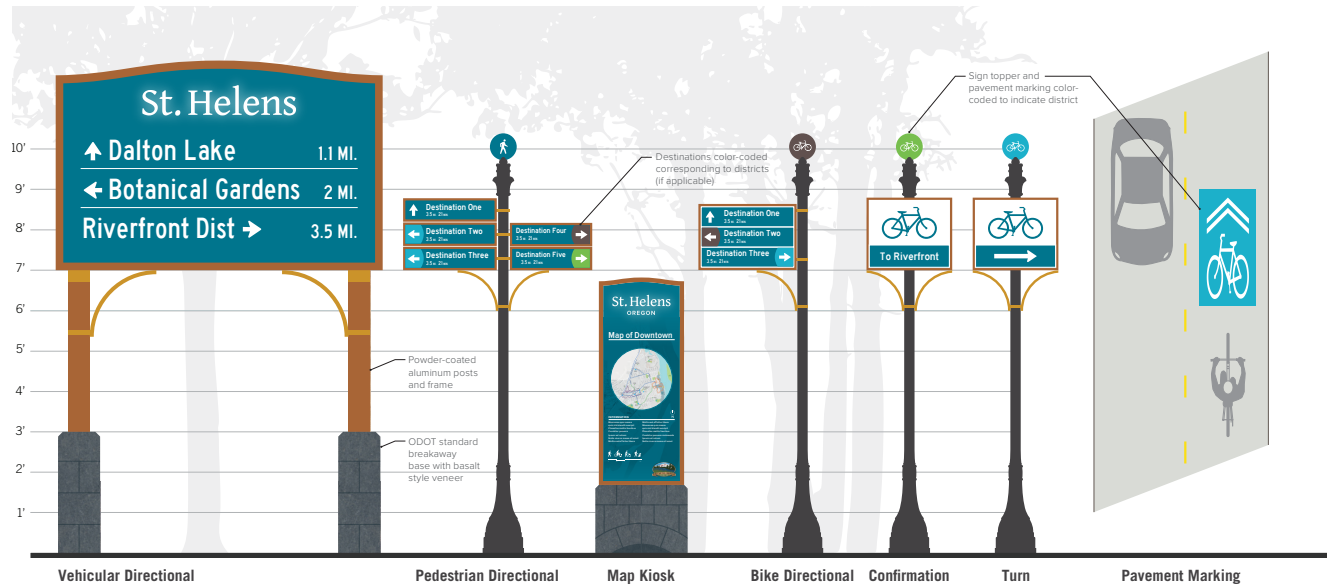 St. Helens
Dalton Lake 1.1 MI.
Botanical Gardens 2 MI.
Riverfront Dist 3.5 MI.
10'
9'
8'
7'
6'
5'
4'
3'
2'
1'
Powder-coated
aluminum posts
and frame
ODOT standard
breakaway
base with basalt
style veneer
Destination One
Destination Two
Destination Three
Destination Four
Destination Five
Destinations color-coded
corresponding to districts
(if applicable)
St. Helens
OREGON
Map of Downtown
Destination One
Destination Two
Destination Three
To Riverfront
Sign topper and
pavement marking color-
coded to indicate district
Vehicular Directional
Pedestrian Directional
Map Kiosk
Bike Directional
Confirmation
Turn
Pavement Marking